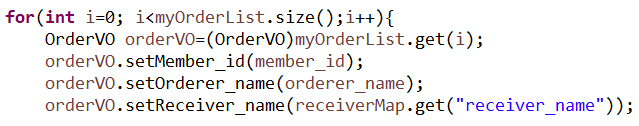 for(int i=0; i<myOrderList.size();i++){
    OrderVO orderVO=(OrderVO)myOrderList.get(i);
    orderVO.setMember_id(member_id);
    orderVO.setOrderer_name(orderer_name);
    orderVO.setReceiver_name(receiverMap.get("receiver_name"));